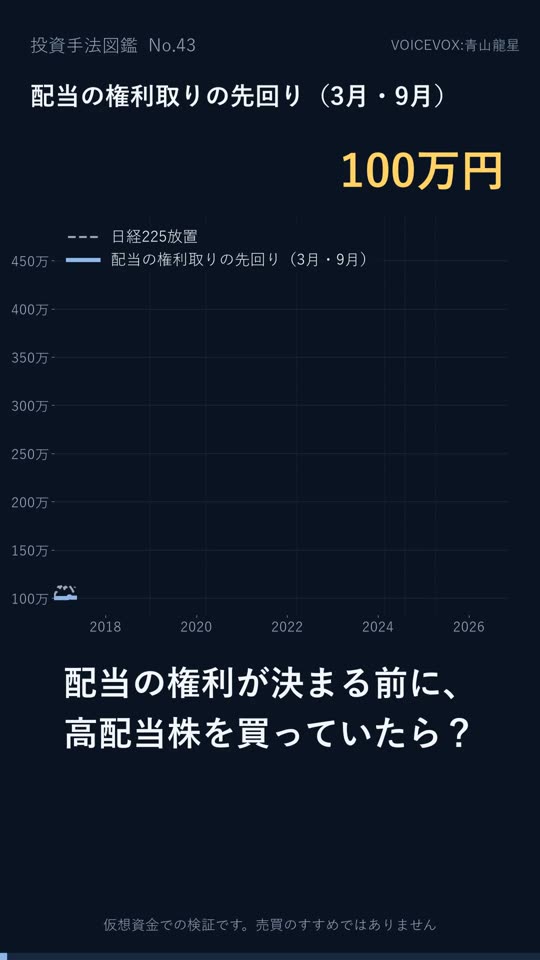 投資手法図鑑 No.43
VOICEVOX:青山龍星
配当の権利取りの先回り（3月・9月）
100万円
日経225放置
配当の権利取りの先回り（3月・9月）
450万
400万
350万
300万
250万
200万
150万
100万
2018 2020 2022 2024 2026
配当の権利が決まる前に、
高配当株を買っていたら？
仮想資金での検証です。売買のすすめではありません